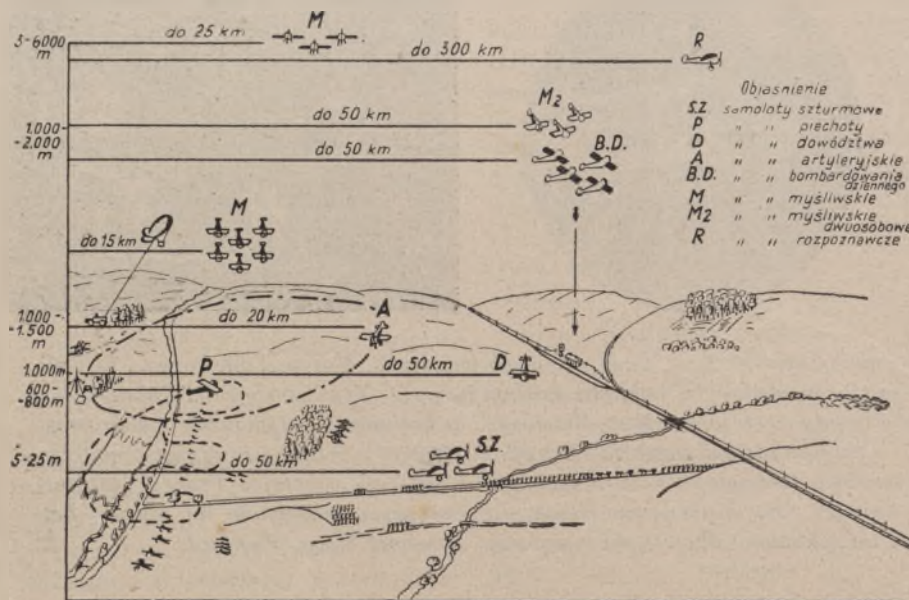 M
do 25 km
5-6000
m
do 300 km
R
M2
do 50 km
1.000-
-2.000
m
B.D.
do 50 km
M
do 15 km
1.000-
-1.500
m
do 20 km
A
1.000 m
do 50 km
D
P
600-
-800 m
S.Z.
5-25 m
do 50 km
Objaśnienie
S.Z. samoloty szturmowe
P " " piechoty
D " " dowództwa
A " " artyleryjskie
B.D. " " bombardowania
dziennego
M " " myśliwskie
M2 " " myśliwskie
dwuosobowe
R " " rozpoznawcze